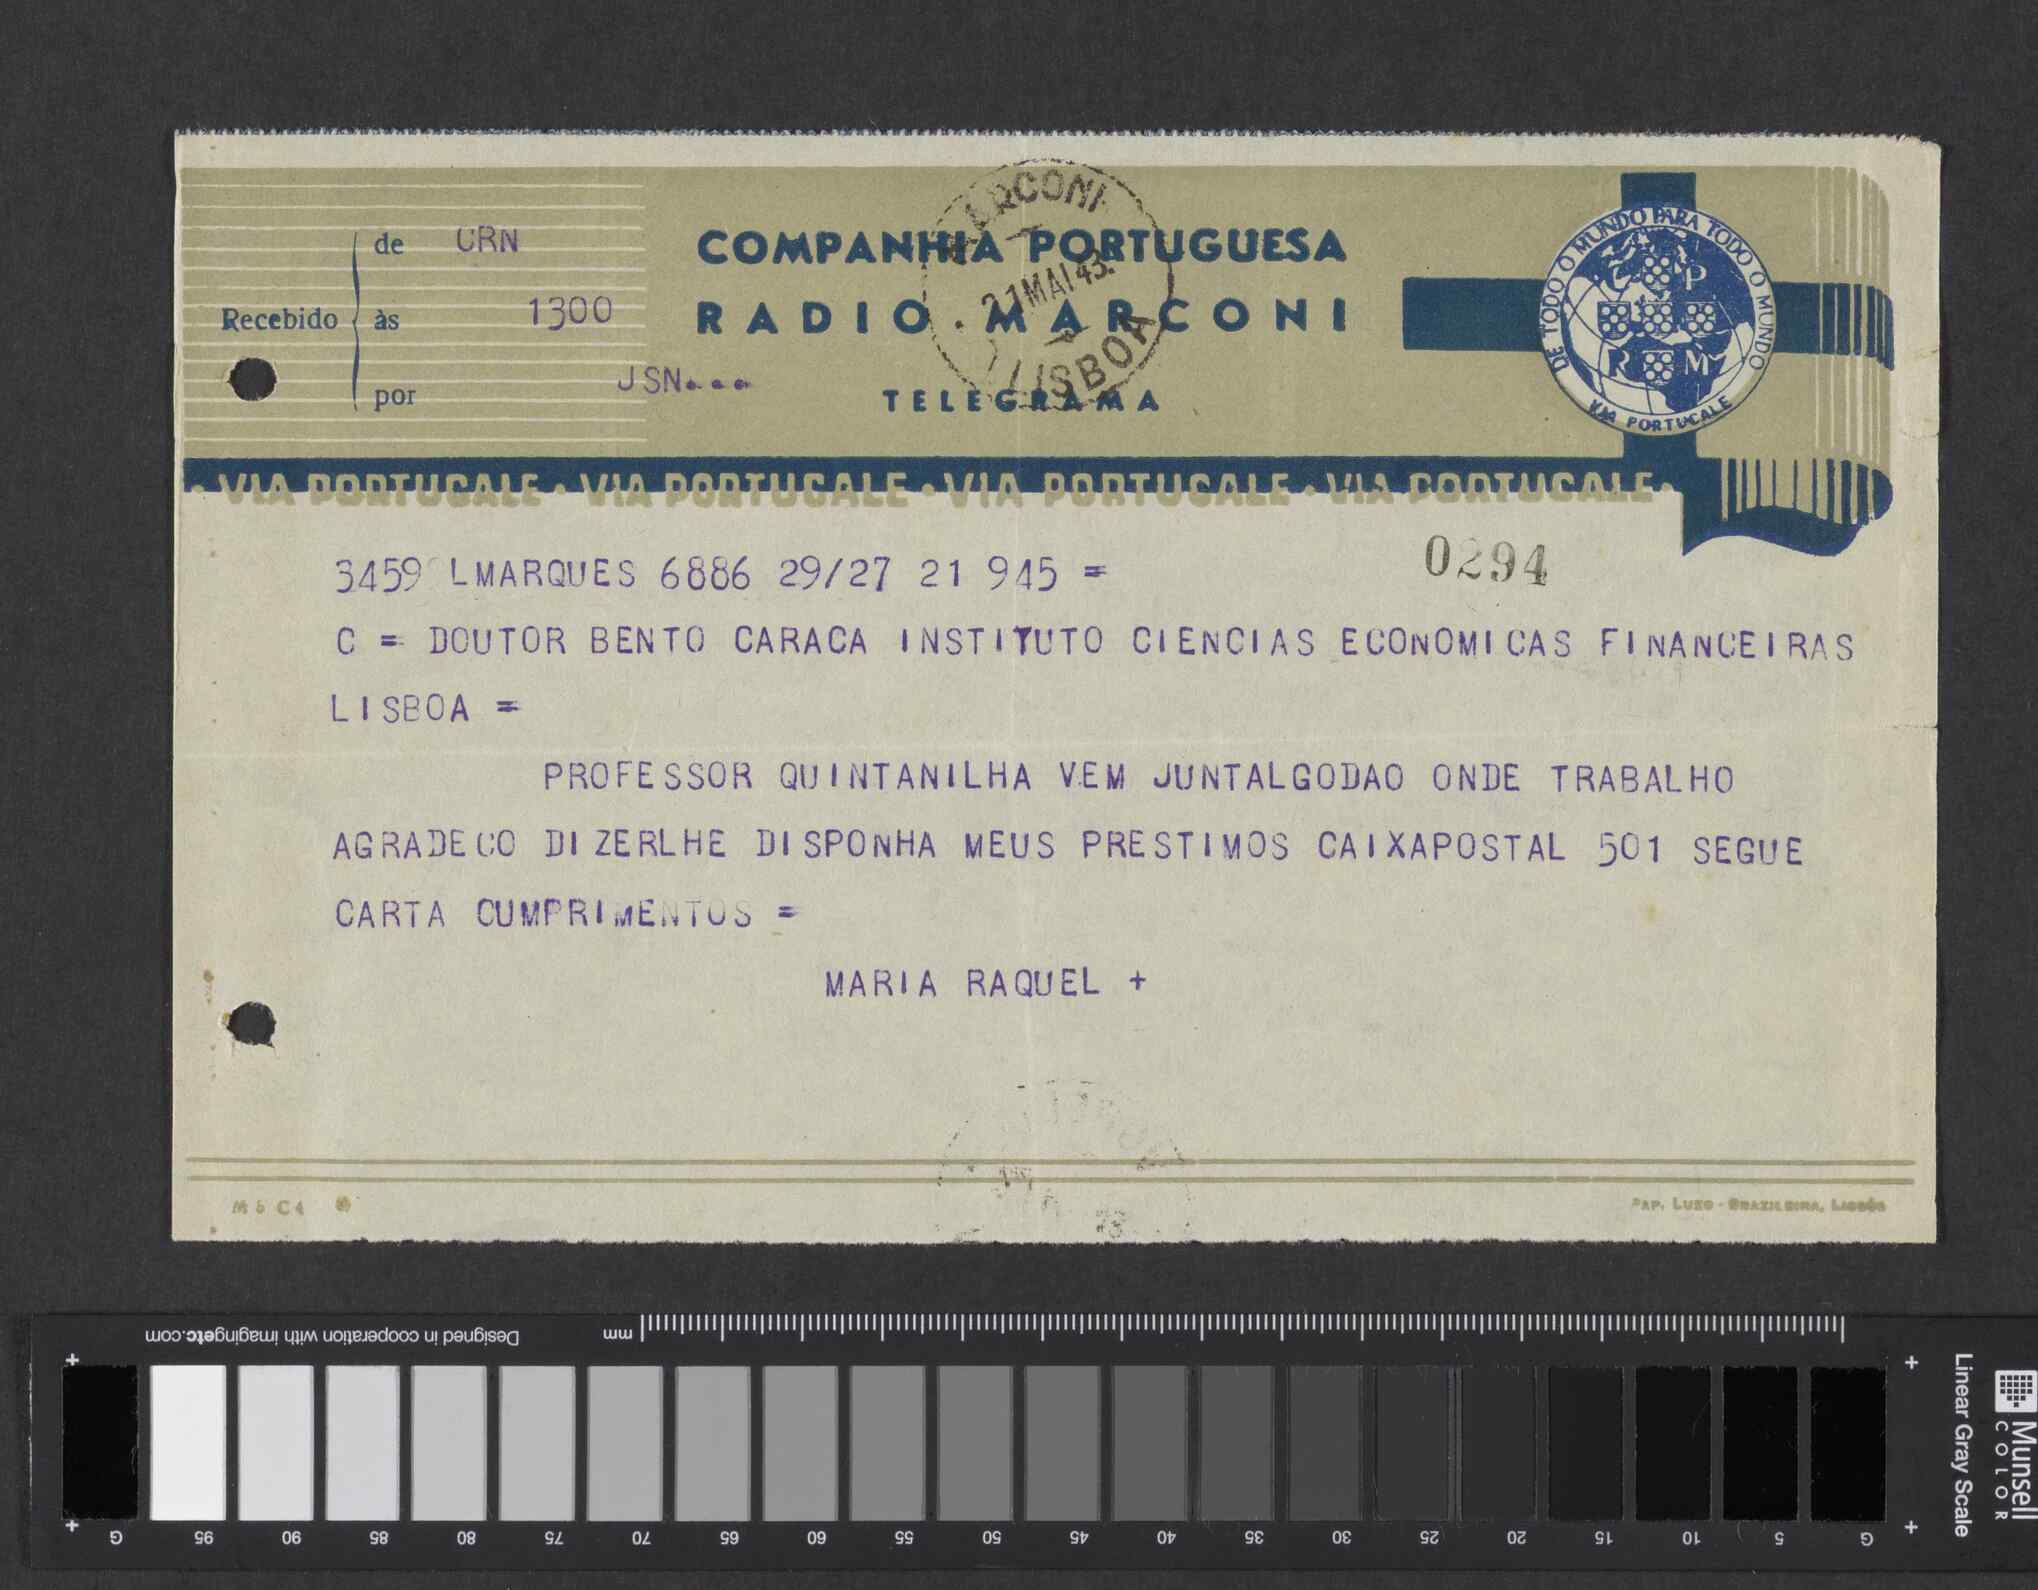 de CRN
Recebido às 1300
por JSN...
COMPANHIA PORTUGUESA
RADIO MARCONI
TELEGRAMA
MARCONI
21 MAI 43.
LISBOA
DE TODO O MUNDO PARA TODO O MUNDO
C P
R M
VIA PORTUCALE
• VIA PORTUCALE • VIA PORTUCALE • VIA PORTUCALE • VIA PORTUCALE •
0294
3459 LMARQUES 6886 29/27 21 945 =
C = DOUTOR BENTO CARACA INSTITUTO CIENCIAS ECONOMICAS FINANCEIRAS
LISBOA =
PROFESSOR QUINTANILHA VEM JUNTALGODAO ONDE TRABALHO
AGRADECO DIZERLHE DISPONHA MEUS PRESTIMOS CAIXAPOSTAL 501 SEGUE
CARTA CUMPRIMENTOS =
MARIA RAQUEL +
PAP. LUSO-BRAZILEIRA, LISBOA
Designed in cooperation with imagingetc.com
mm
G 95 90 85 80 75 70 65 60 55 50 45 40 35 30 25 20 15 10 5 G
Linear Gray Scale
Munsell
COLOR